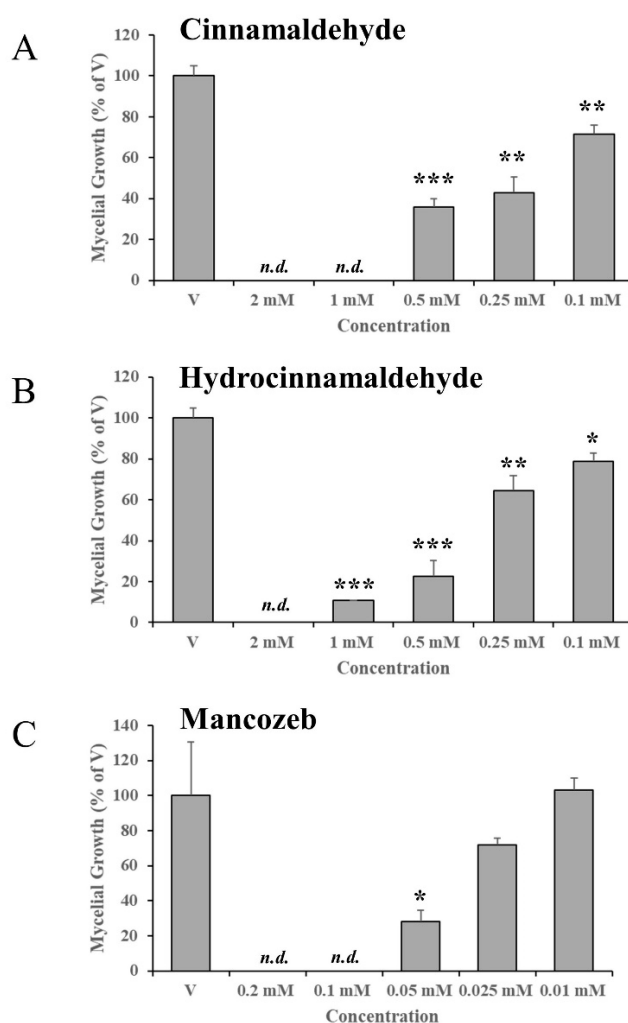 A
Cinnamaldehyde
Mycelial Growth (% of V)
120
100
80
60
40
20
0
n.d.
n.d.
***
**
**
V 2 mM 1 mM 0.5 mM 0.25 mM 0.1 mM
Concentration
B
Hydrocinnamaldehyde
Mycelial Growth (% of V)
120
100
80
60
40
20
0
n.d.
***
***
**
*
V 2 mM 1 mM 0.5 mM 0.25 mM 0.1 mM
Concentration
C
Mancozeb
Mycelial Growth (% of V)
140
120
100
80
60
40
20
0
n.d.
n.d.
*
V 0.2 mM 0.1 mM 0.05 mM 0.025 mM 0.01 mM
Concentration